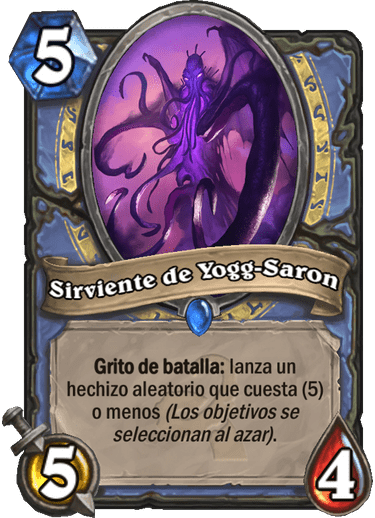 5
Sirviente de Yogg-Saron
Grito de batalla: lanza un
hechizo aleatorio que cuesta (5)
o menos (Los objetivos se
seleccionan al azar).
5
4